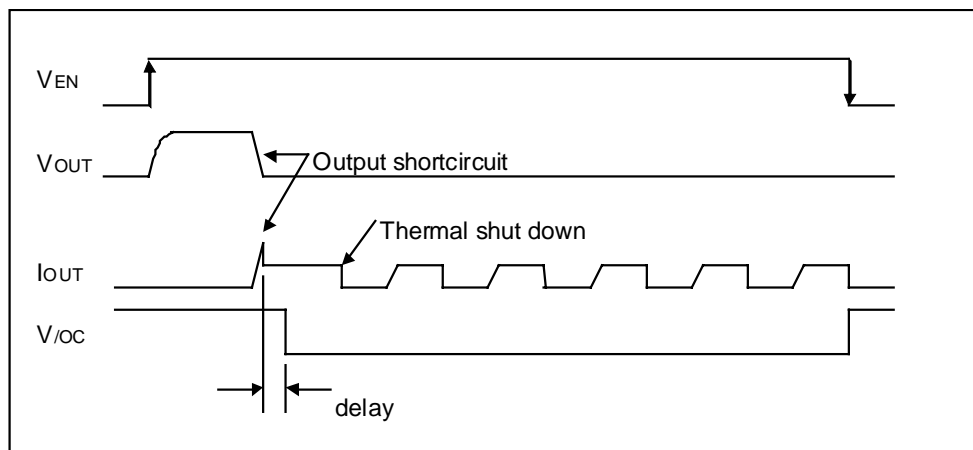 VEN
VOUT
Output shortcircuit
Thermal shut down
IOUT
V/OC
delay